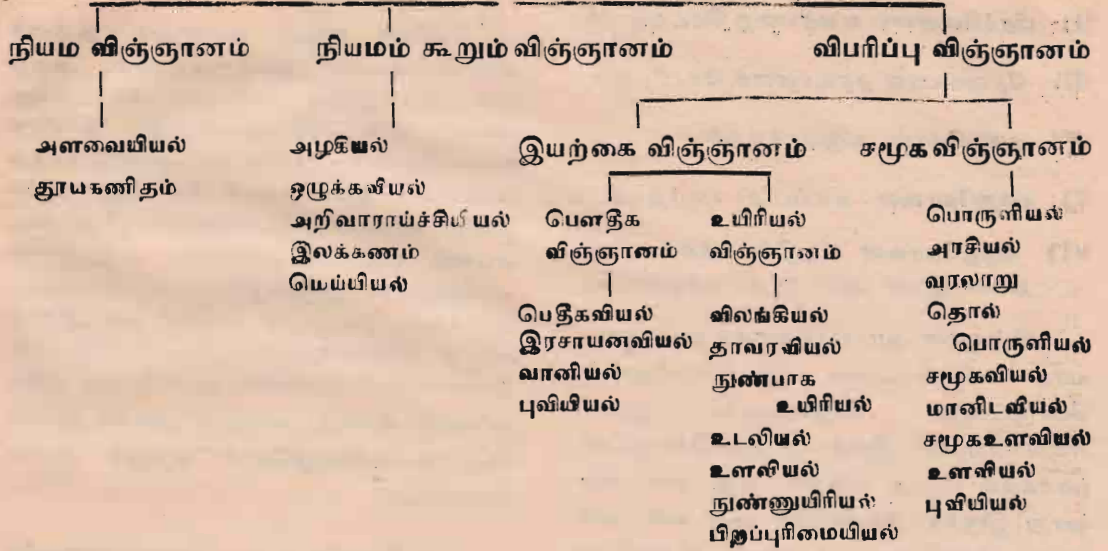 நியம விஞ்ஞானம்
நியமம் கூறும் விஞ்ஞானம்
விபரிப்பு விஞ்ஞானம்
அளவையியல்
தூயகணிதம்
அழகியல்
ஒழுக்கவியல்
அறிவாராய்ச்சியியல்
இலக்கணம்
மெய்யியல்
இயற்கை விஞ்ஞானம்
சமூகவிஞ்ஞானம்
பௌதீக
விஞ்ஞானம்
பெதீகவியல்
இரசாயனவியல்
வானியல்
புவியியல்
உயிரியல்
விஞ்ஞானம்
விலங்கியல்
தாவரவியல்
நுண்பாக
உயிரியல்
உடலியல்
உளவியல்
நுண்ணுயிரியல்
பிறப்புரிமையியல்
பொருளியல்
அரசியல்
வரலாறு
தொல்
பொருளியல்
சமூகவியல்
மானிடவியல்
சமூகஉளவியல்
உளவியல்
புவியியல்